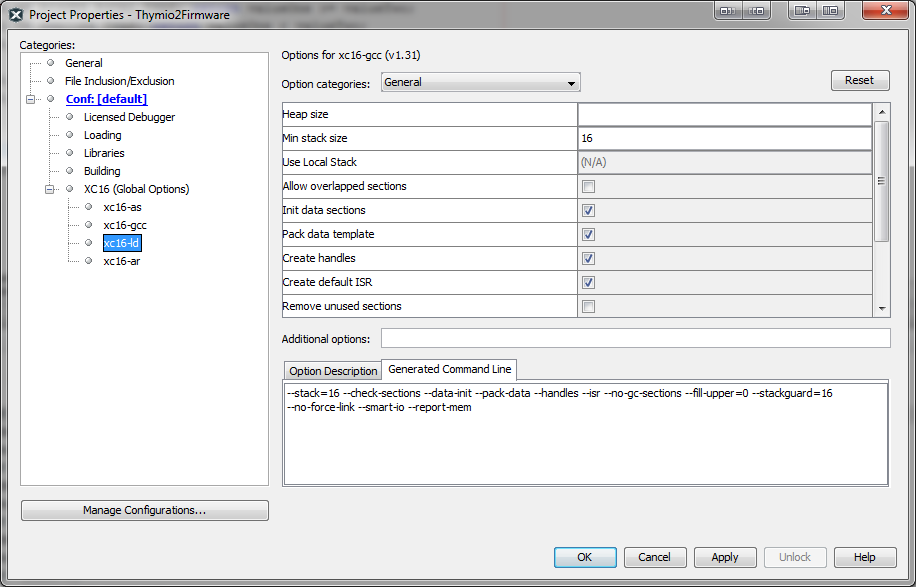 Project Properties - Thymio2Firmware
Categories:
General
File Inclusion/Exclusion
Conf: [default]
Licensed Debugger
Loading
Libraries
Building
XC16 (Global Options)
xc16-as
xc16-gcc
xc16-ld
xc16-ar
Manage Configurations...
Options for xc16-gcc (v1.31)
Option categories: General Reset
Heap size
Min stack size 16
Use Local Stack (N/A)
Allow overlapped sections
Init data sections
Pack data template
Create handles
Create default ISR
Remove unused sections
Additional options:
Option Description Generated Command Line
--stack=16 --check-sections --data-init --pack-data --handles --isr --no-gc-sections --fill-upper=0 --stackguard=16
--no-force-link --smart-io --report-mem
OK Cancel Apply Unlock Help